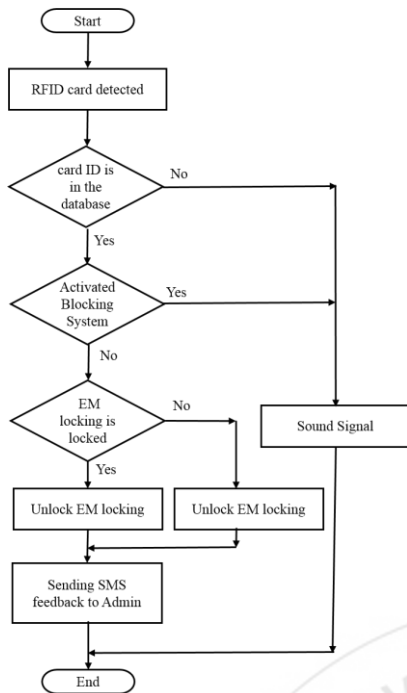 Start
RFID card detected
card ID is
in the
database
No
Yes
Activated
Blocking
System
Yes
No
EM
locking is
locked
No
Yes
Sound Signal
Unlock EM locking
Unlock EM locking
Sending SMS
feedback to Admin
End